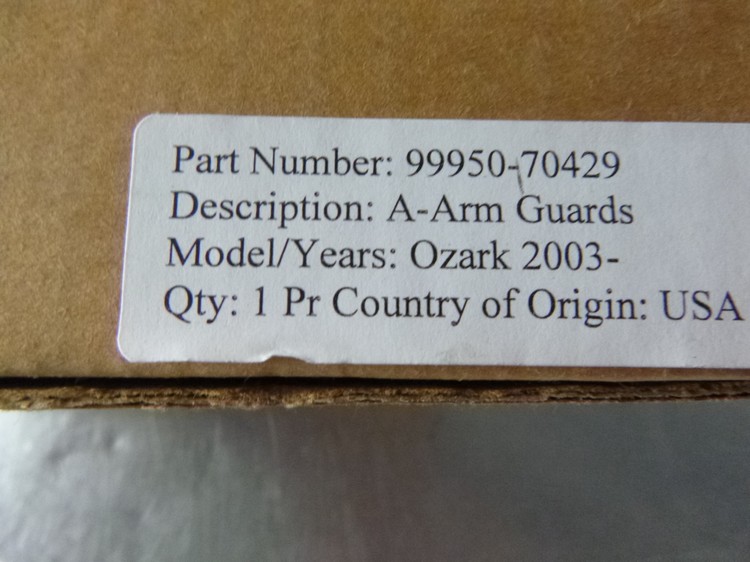 Part Number: 99950-70429
Description: A-Arm Guards
Model/Years: Ozark 2003-
Qty: 1 Pr Country of Origin: USA